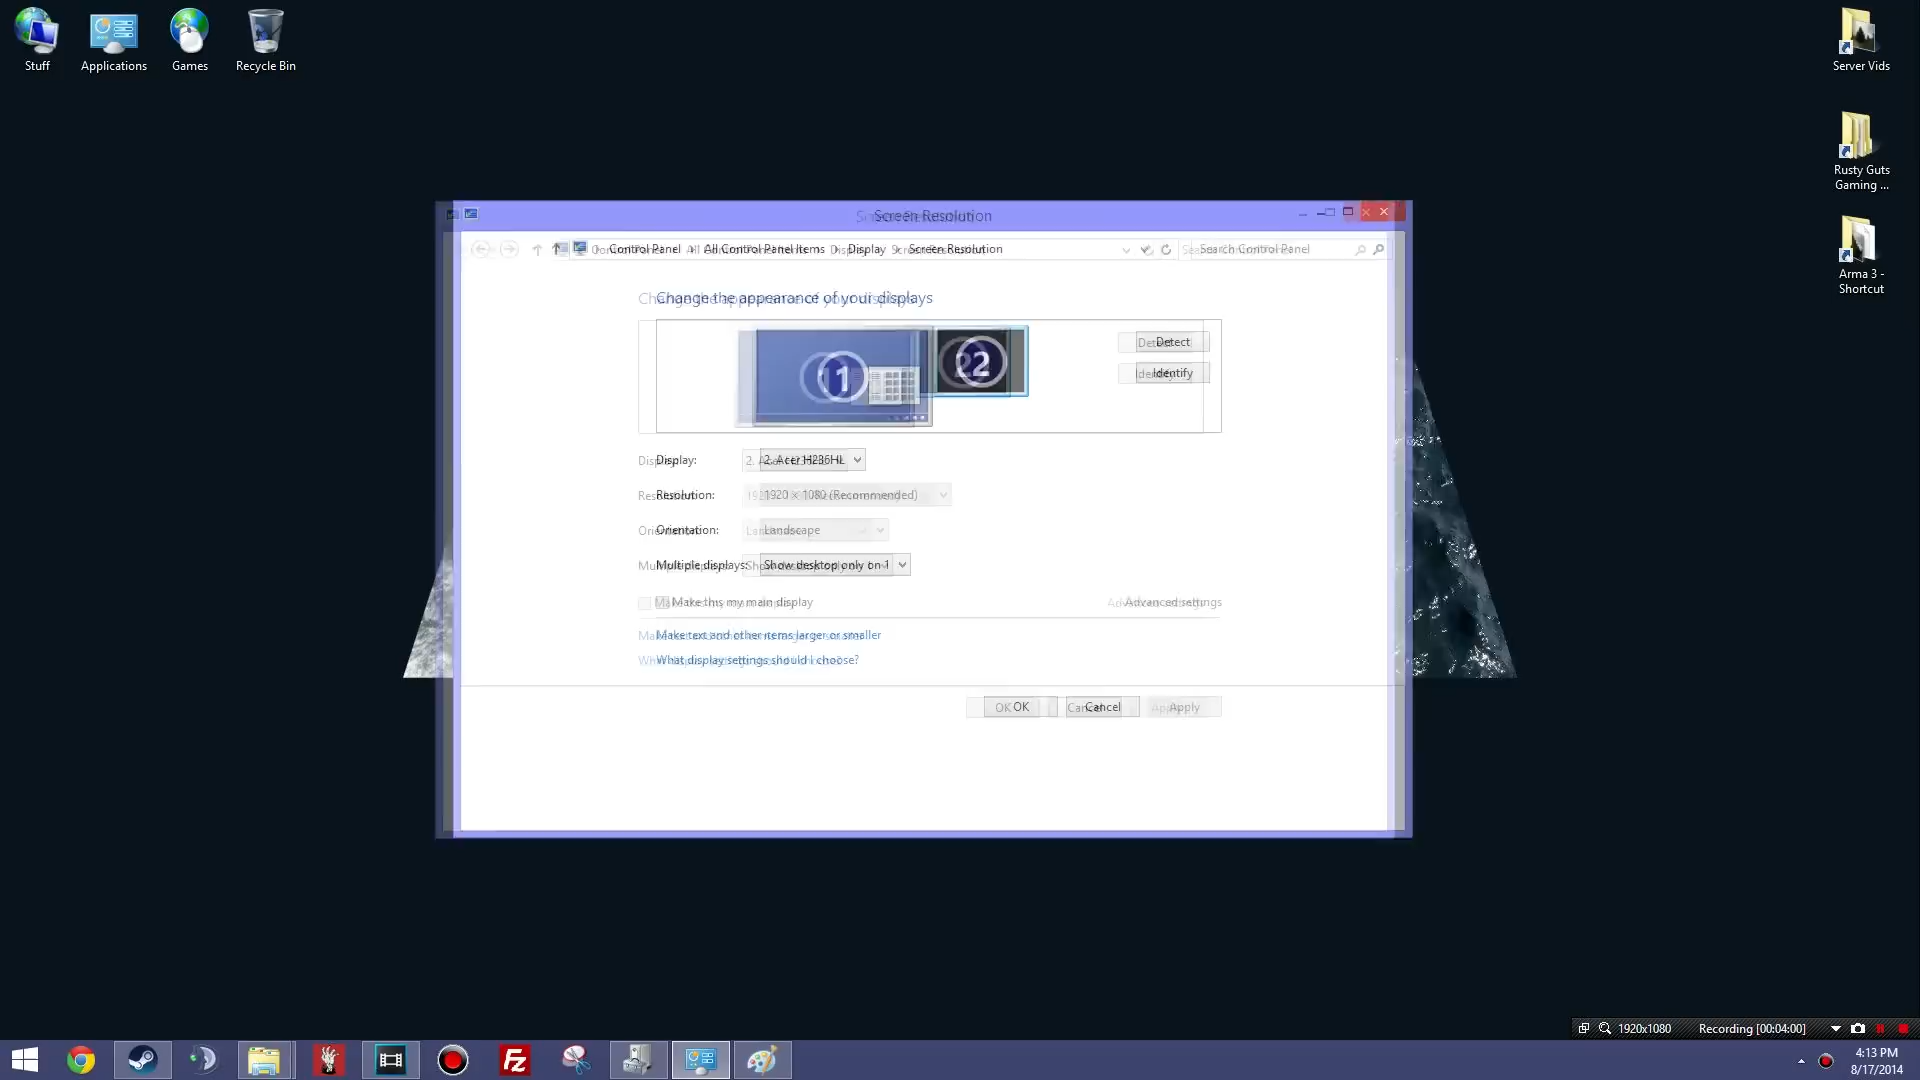 Stuff
Applications
Games
Recycle Bin
Server Vids
Rusty Guts
Gaming ...
Arma 3 -
Shortcut
Screen Resolution
Control Panel
All Control Panel Items
Display
Screen Resolution
Search Control Panel
Change the appearance of your displays
1
2
Detect
Identify
Display:
2. Acer H236HL
Resolution:
1920 × 1080 (Recommended)
Orientation:
Landscape
Multiple displays:
Show desktop only on 1
Make this my main display
Advanced settings
Make text and other items larger or smaller
What display settings should I choose?
OK
Cancel
Apply
1920x1080
Recording [00:04:00]
Fz
4:13 PM
8/17/2014